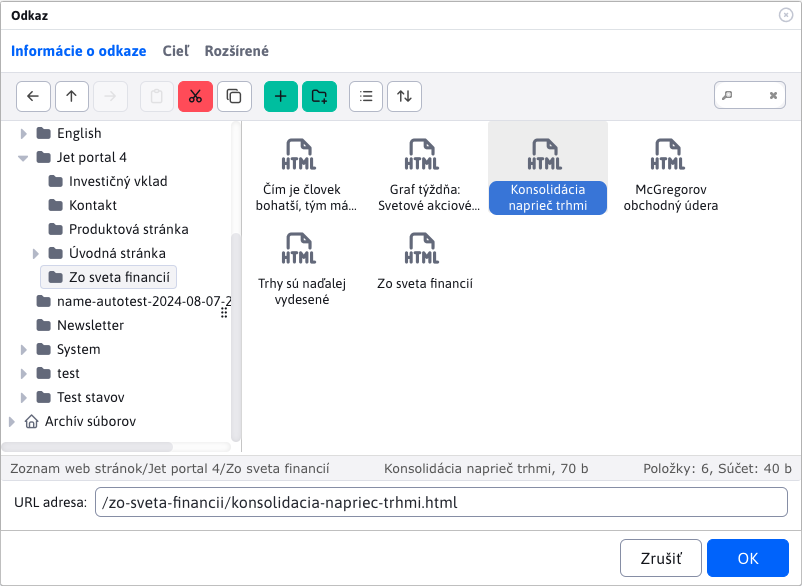 Odkaz
Informácie o odkaze Cieľ Rozšírené
English
Jet portal 4
Investičný vklad
Kontakt
Produktová stránka
Úvodná stránka
Zo sveta financií
name-autotest-2024-08-07-2
Newsletter
System
test
Test stavov
Archív súborov
HTML
Čím je človek
bohatší, tým má...
HTML
Graf týždňa:
Svetové akciové...
HTML
Konsolidácia
naprieč trhmi
HTML
McGregorov
obchodný údera
HTML
Trhy sú naďalej
vydesené
HTML
Zo sveta financií
Zoznam web stránok/Jet portal 4/Zo sveta financií Konsolidácia naprieč trhmi, 70 b Položky: 6, Súčet: 40 b
URL adresa: /zo-sveta-financii/konsolidacia-napriec-trhmi.html
Zrušiť OK